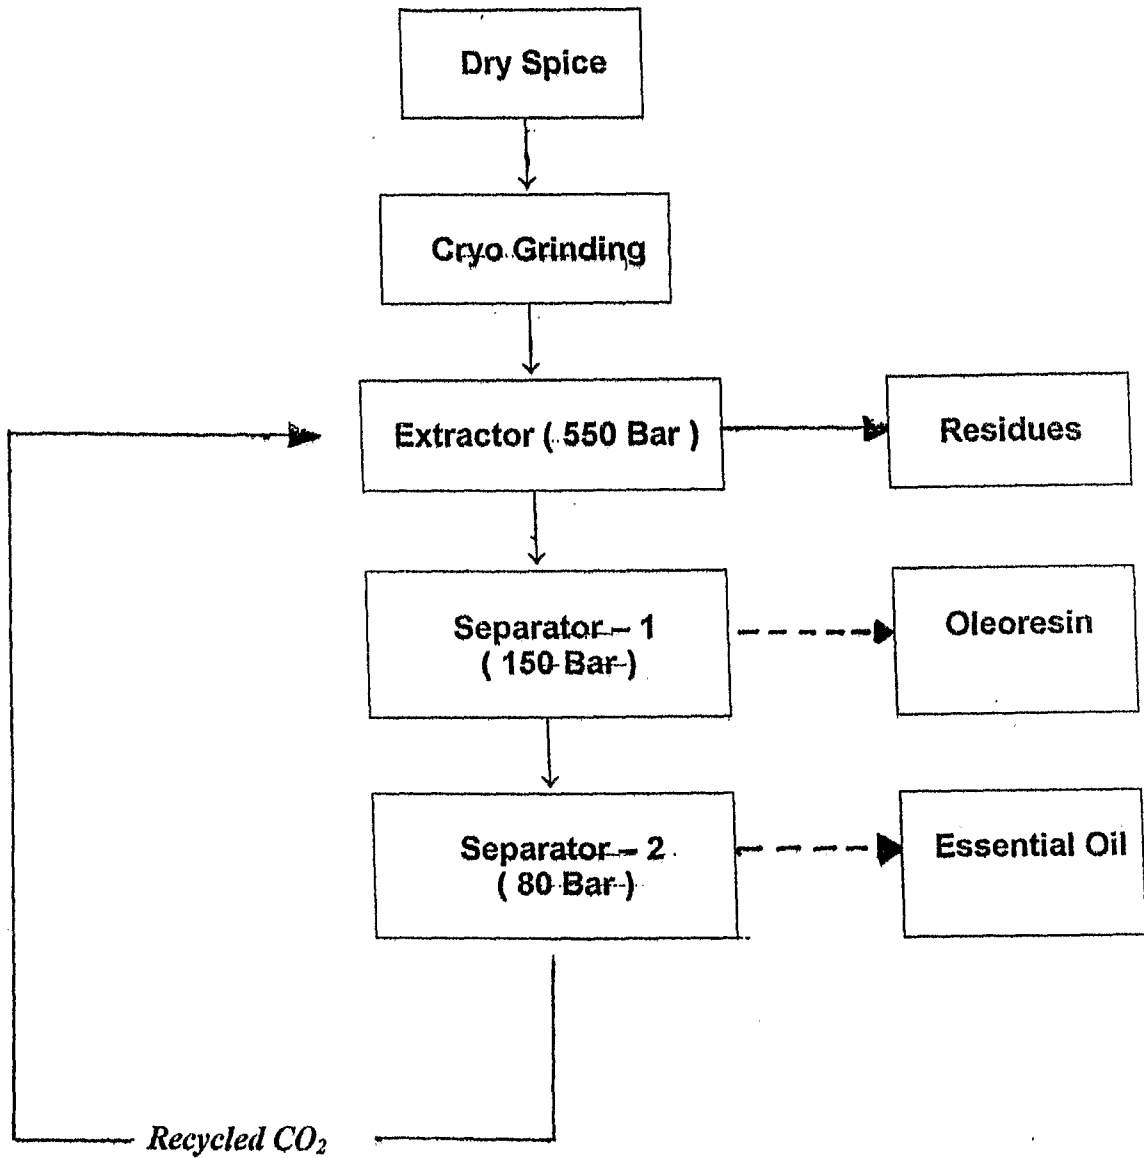 Dry Spice
Cryo Grinding
Extractor ( 550 Bar )
Residues
Separator – 1
( 150 Bar )
Oleoresin
Separator – 2
( 80 Bar )
Essential Oil
Recycled CO₂